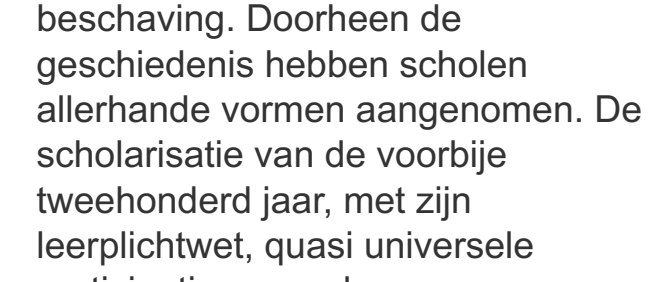 beschaving. Doorheen de
geschiedenis hebben scholen
allerhande vormen aangenomen. De
scholarisatie van de voorbije
tweehonderd jaar, met zijn
leerplichtwet, quasi universele